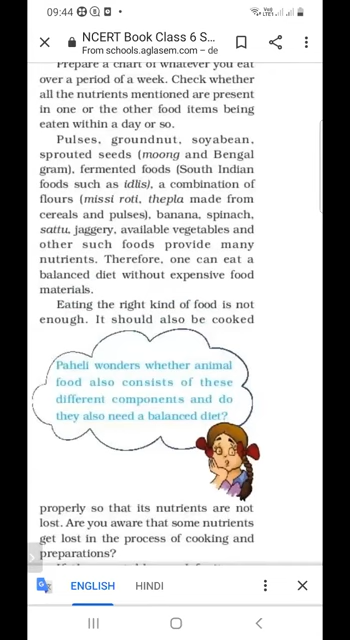 09:44
VoD
LTE1
NCERT Book Class 6 S...
From schools.aglasem.com – de
Prepare a chart of whatever you eat
over a period of a week. Check whether
all the nutrients mentioned are present
in one or the other food items being
eaten within a day or so.
Pulses, groundnut, soyabean,
sprouted seeds (moong and Bengal
gram), fermented foods (South Indian
foods such as idlis), a combination of
flours (missi roti, thepla made from
cereals and pulses), banana, spinach,
sattu, jaggery, available vegetables and
other such foods provide many
nutrients. Therefore, one can eat a
balanced diet without expensive food
materials.
Eating the right kind of food is not
enough. It should also be cooked
Paheli wonders whether animal
food also consists of these
different components and do
they also need a balanced diet?
properly so that its nutrients are not
lost. Are you aware that some nutrients
get lost in the process of cooking and
preparations?
ENGLISH HINDI